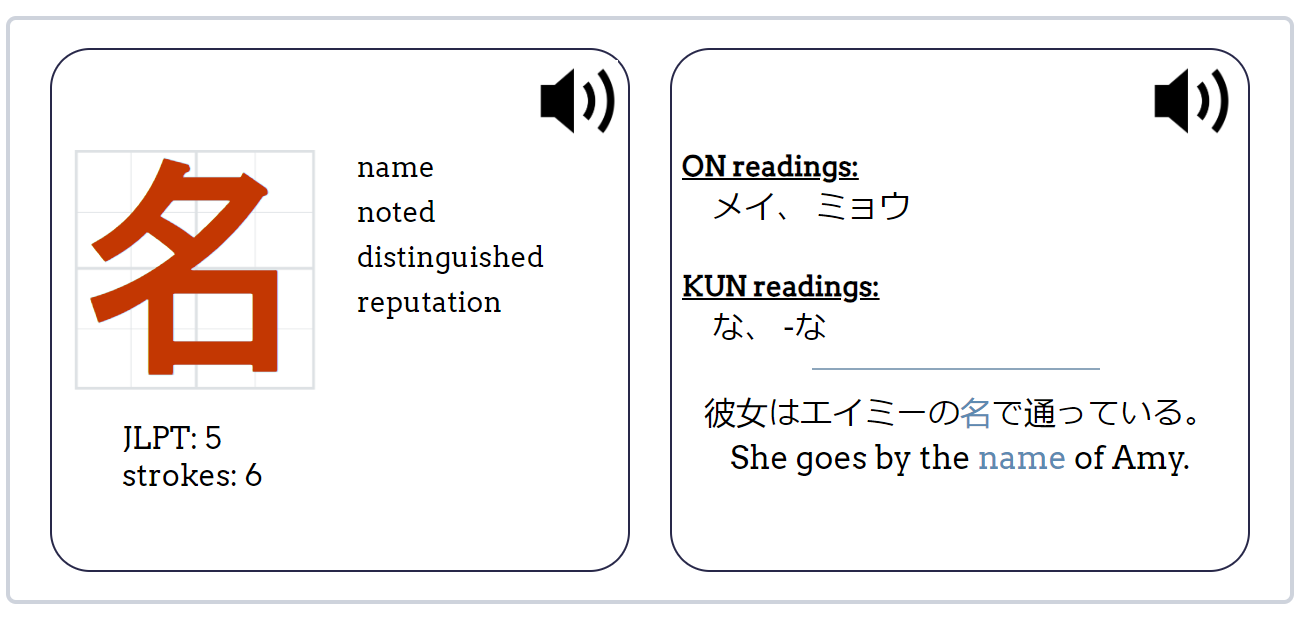 名
name
noted
distinguished
reputation
JLPT: 5
strokes: 6
ON readings:
メイ、 ミョウ
KUN readings:
な、 -な
彼女はエイミーの名で通っている。
She goes by the name of Amy.